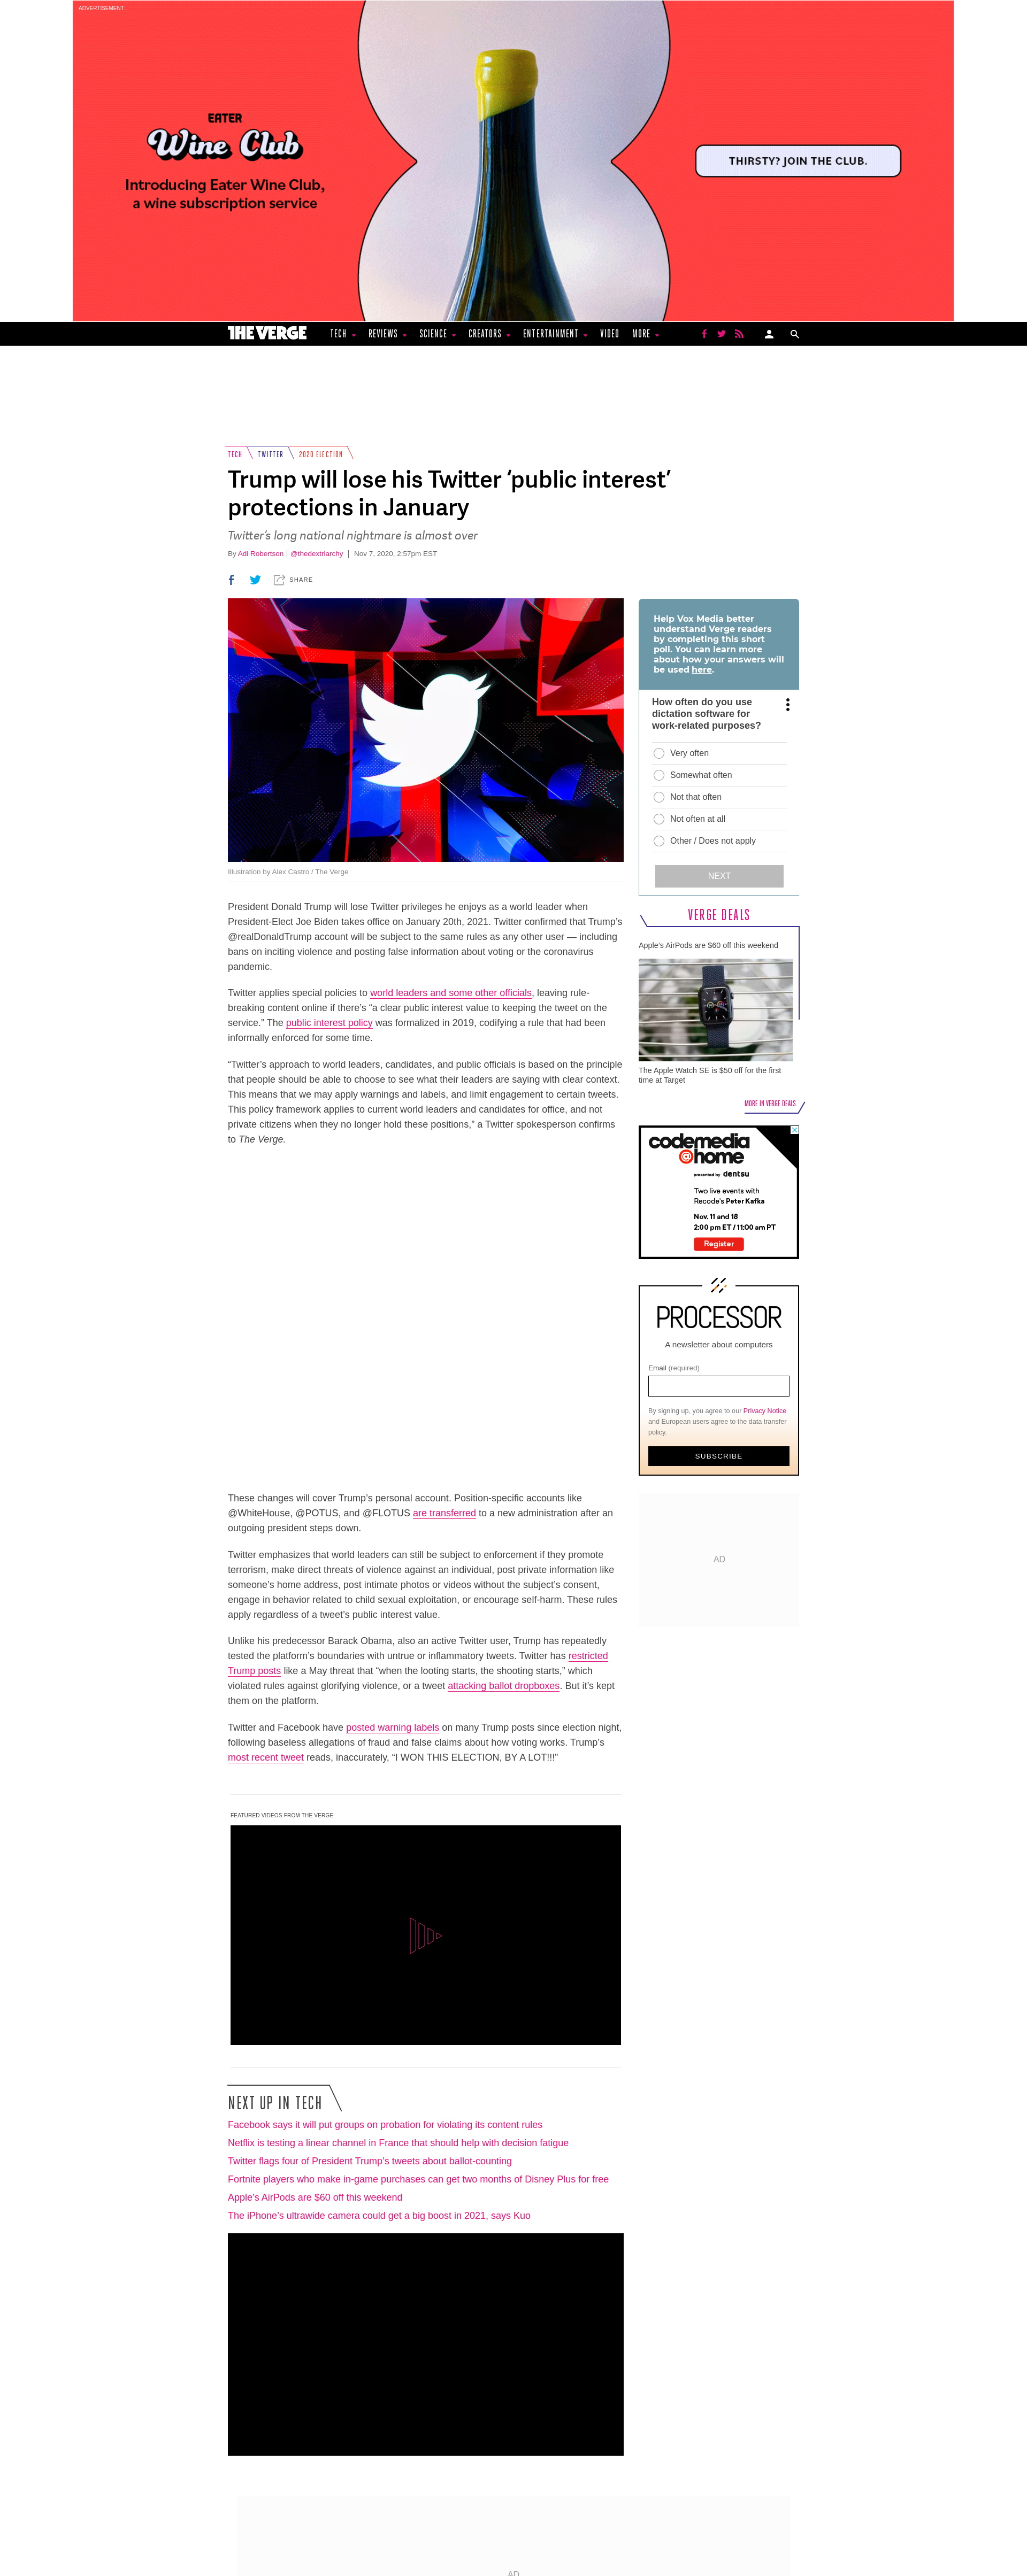 ADVERTISEMENT
EATER
Wine Club
Introducing Eater Wine Club,
a wine subscription service
THIRSTY? JOIN THE CLUB.
THE VERGE
TECH
REVIEWS
SCIENCE
CREATORS
ENTERTAINMENT
VIDEO
MORE
TECH
TWITTER
2020 ELECTION
Trump will lose his Twitter ‘public interest’
protections in January
Twitter’s long national nightmare is almost over
By Adi Robertson | @thedextriarchy | Nov 7, 2020, 2:57pm EST
SHARE
Illustration by Alex Castro / The Verge
President Donald Trump will lose Twitter privileges he enjoys as a world leader when
President-Elect Joe Biden takes office on January 20th, 2021. Twitter confirmed that Trump’s
@realDonaldTrump account will be subject to the same rules as any other user — including
bans on inciting violence and posting false information about voting or the coronavirus
pandemic.
Twitter applies special policies to world leaders and some other officials, leaving rule-
breaking content online if there’s “a clear public interest value to keeping the tweet on the
service.” The public interest policy was formalized in 2019, codifying a rule that had been
informally enforced for some time.
“Twitter’s approach to world leaders, candidates, and public officials is based on the principle
that people should be able to choose to see what their leaders are saying with clear context.
This means that we may apply warnings and labels, and limit engagement to certain tweets.
This policy framework applies to current world leaders and candidates for office, and not
private citizens when they no longer hold these positions,” a Twitter spokesperson confirms
to The Verge.
These changes will cover Trump’s personal account. Position-specific accounts like
@WhiteHouse, @POTUS, and @FLOTUS are transferred to a new administration after an
outgoing president steps down.
Twitter emphasizes that world leaders can still be subject to enforcement if they promote
terrorism, make direct threats of violence against an individual, post private information like
someone’s home address, post intimate photos or videos without the subject’s consent,
engage in behavior related to child sexual exploitation, or encourage self-harm. These rules
apply regardless of a tweet’s public interest value.
Unlike his predecessor Barack Obama, also an active Twitter user, Trump has repeatedly
tested the platform’s boundaries with untrue or inflammatory tweets. Twitter has restricted
Trump posts like a May threat that “when the looting starts, the shooting starts,” which
violated rules against glorifying violence, or a tweet attacking ballot dropboxes. But it’s kept
them on the platform.
Twitter and Facebook have posted warning labels on many Trump posts since election night,
following baseless allegations of fraud and false claims about how voting works. Trump’s
most recent tweet reads, inaccurately, “I WON THIS ELECTION, BY A LOT!!!”
FEATURED VIDEOS FROM THE VERGE
NEXT UP IN TECH
Facebook says it will put groups on probation for violating its content rules
Netflix is testing a linear channel in France that should help with decision fatigue
Twitter flags four of President Trump’s tweets about ballot-counting
Fortnite players who make in-game purchases can get two months of Disney Plus for free
Apple’s AirPods are $60 off this weekend
The iPhone’s ultrawide camera could get a big boost in 2021, says Kuo
Help Vox Media better
understand Verge readers
by completing this short
poll. You can learn more
about how your answers will
be used here.
How often do you use
dictation software for
work-related purposes?
Very often
Somewhat often
Not that often
Not often at all
Other / Does not apply
NEXT
VERGE DEALS
Apple’s AirPods are $60 off this weekend
The Apple Watch SE is $50 off for the first
time at Target
MORE IN VERGE DEALS
codemedia
@home
presented by dentsu
Two live events with
Recode's Peter Kafka
Nov. 11 and 18
2:00 pm ET / 11:00 am PT
Register
PROCESSOR
A newsletter about computers
Email (required)
By signing up, you agree to our Privacy Notice
and European users agree to the data transfer
policy.
SUBSCRIBE
AD
AD